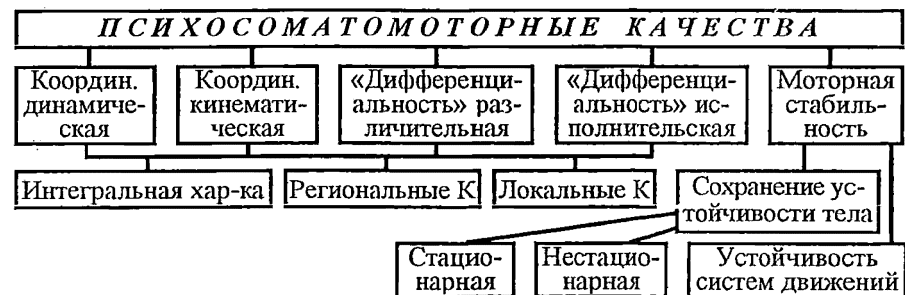 ПСИХОСОМАТОМОТОРНЫЕ КАЧЕСТВА
Координ.
динамиче-
ская
Координ.
кинемати-
ческая
«Дифференци-
альность» раз-
личительная
«Дифференци-
альность» ис-
полнительская
Моторная
стабиль-
ность
Интегральная хар-ка
Региональные К
Локальные К
Сохранение ус-
тойчивости тела
Стацио-
нарная
Нестацио-
нарная
Устойчивость
систем движений